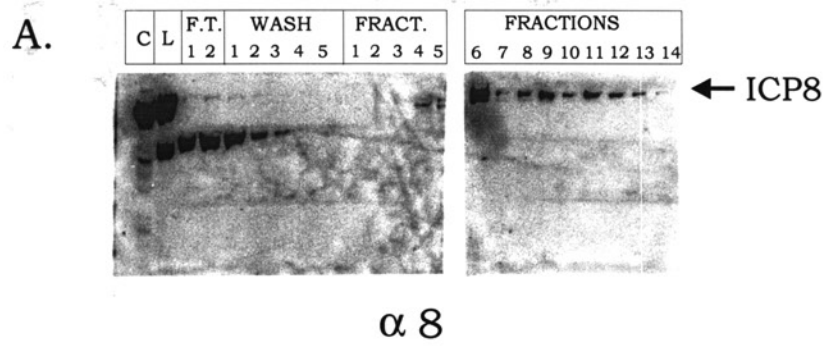 A.
C L F.T. 1 2 WASH 1 2 3 4 5 FRACT. 1 2 3 4 5
FRACTIONS
6 7 8 9 10 11 12 13 14
ICP8
α 8